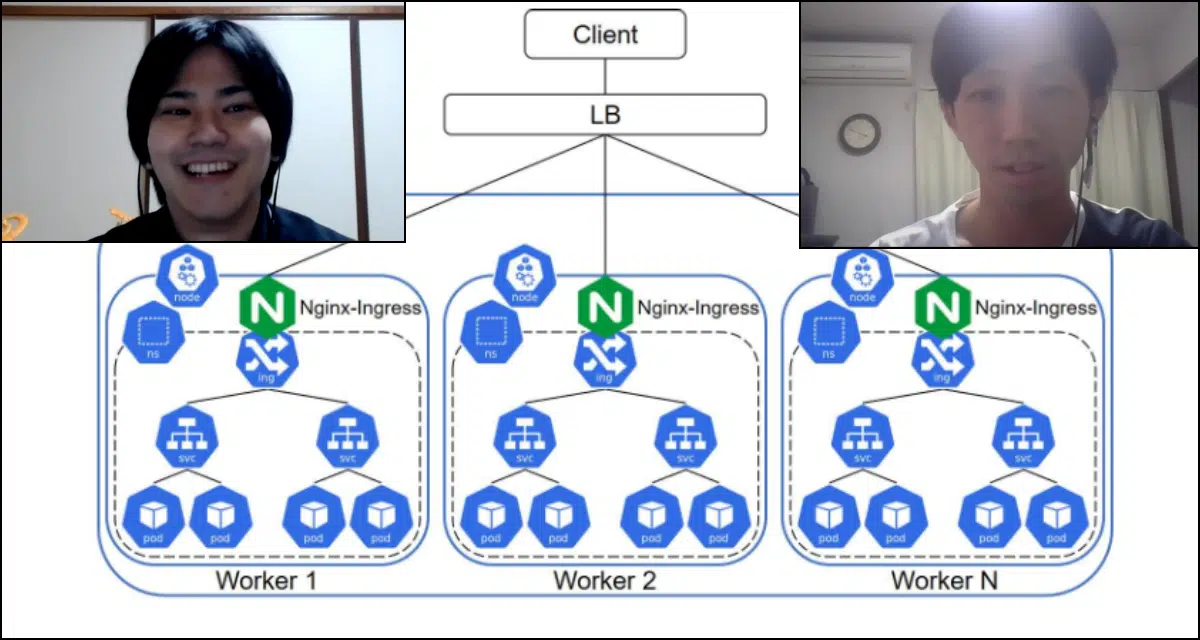 Client
LB
node
node
node
N Nginx-Ingress
N Nginx-Ingress
N Nginx-Ingress
ns
ns
ns
ing
ing
ing
svc
svc
svc
svc
svc
svc
pod
pod
pod
pod
pod
pod
pod
pod
pod
pod
pod
pod
Worker 1
Worker 2
Worker N